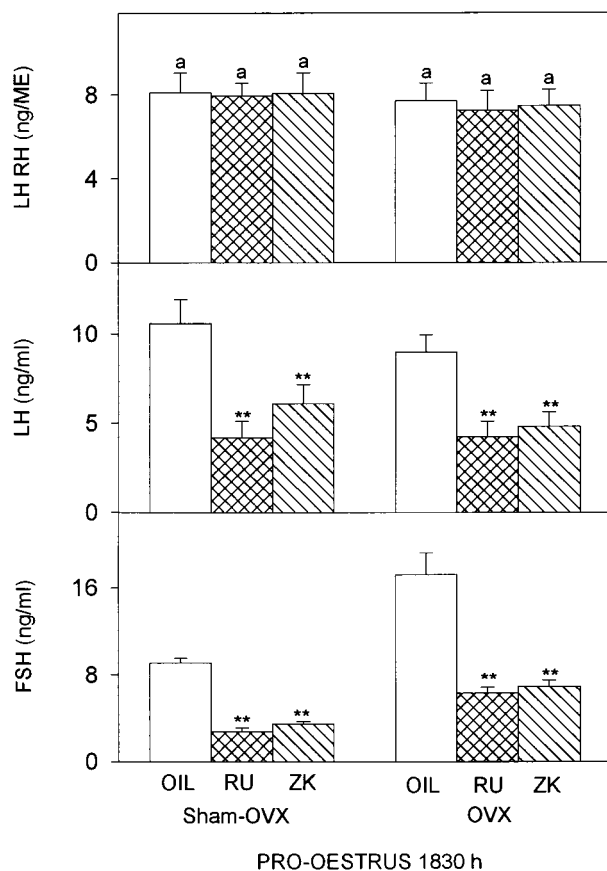 a a a a a a
LH RH (ng/ME)
8
4
0
LH (ng/ml)
10
5
0
** ** ** **
FSH (ng/ml)
16
8
0
** ** ** **
OIL RU ZK OIL RU ZK
Sham-OVX OVX
PRO-OESTRUS 1830 h